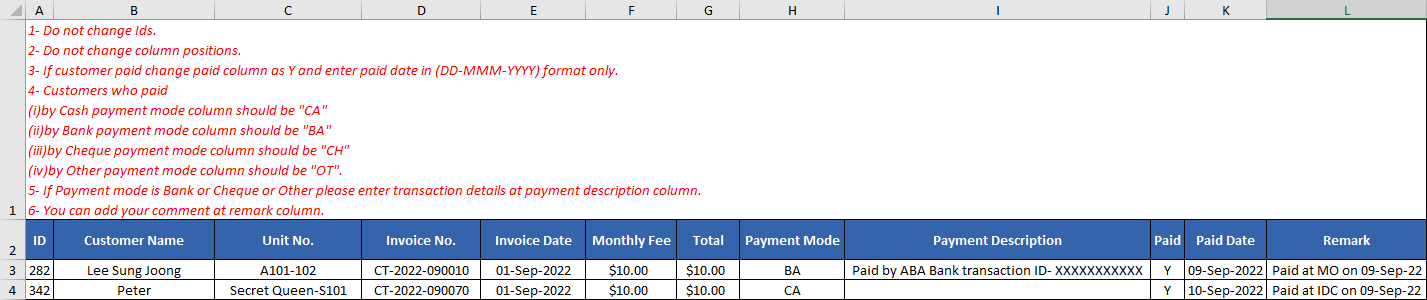 A B C D E F G H I J K L
1- Do not change Ids.
2- Do not change column positions.
3- If customer paid change paid column as Y and enter paid date in (DD-MMM-YYYY) format only.
4- Customers who paid
(i)by Cash payment mode column should be "CA"
(ii)by Bank payment mode column should be "BA"
(iii)by Cheque payment mode column should be "CH"
(iv)by Other payment mode column should be "OT".
5- If Payment mode is Bank or Cheque or Other please enter transaction details at payment description column.
1 6- You can add your comment at remark column.
2 ID Customer Name Unit No. Invoice No. Invoice Date Monthly Fee Total Payment Mode Payment Description Paid Paid Date Remark
3 282 Lee Sung Joong A101-102 CT-2022-090010 01-Sep-2022 $10.00 $10.00 BA Paid by ABA Bank transaction ID- XXXXXXXXXXX Y 09-Sep-2022 Paid at MO on 09-Sep-22
4 342 Peter Secret Queen-S101 CT-2022-090070 01-Sep-2022 $10.00 $10.00 CA Y 10-Sep-2022 Paid at IDC on 09-Sep-22